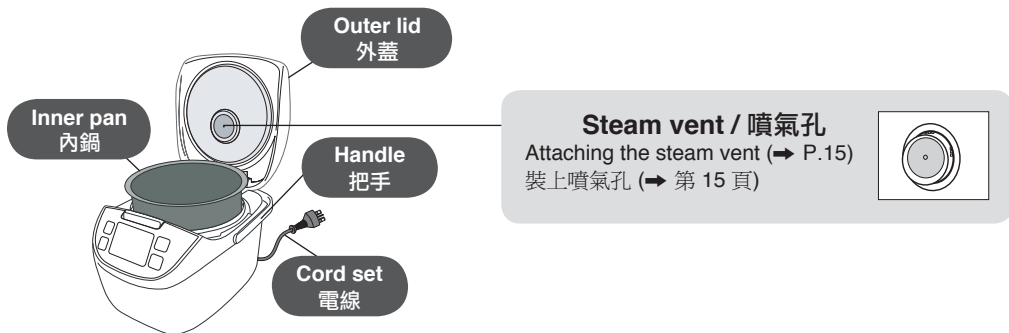 Outer lid
外蓋
Inner pan
內鍋
Handle
把手
Cord set
電線
Steam vent / 噴氣孔
Attaching the steam vent (➡ P.15)
裝上噴氣孔 (➡ 第 15 頁)